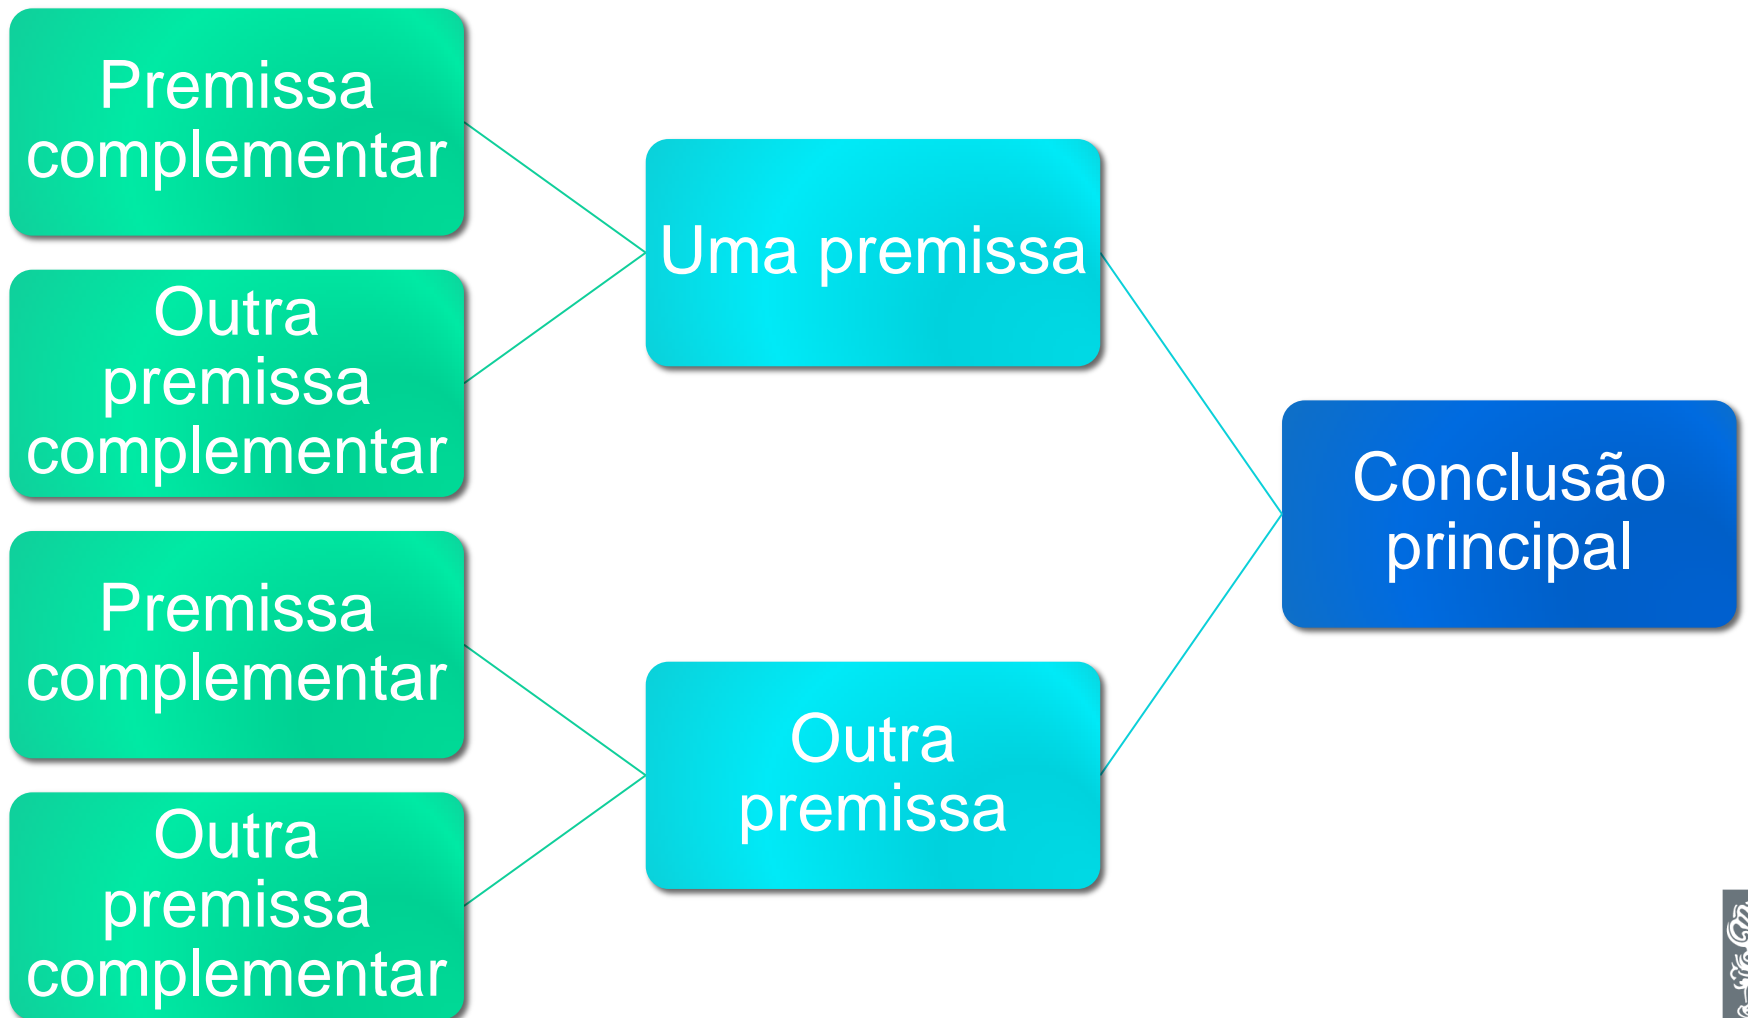 Premissa
complementar
Outra
premissa
complementar
Premissa
complementar
Outra
premissa
complementar
Uma premissa
Outra
premissa
Conclusão
principal